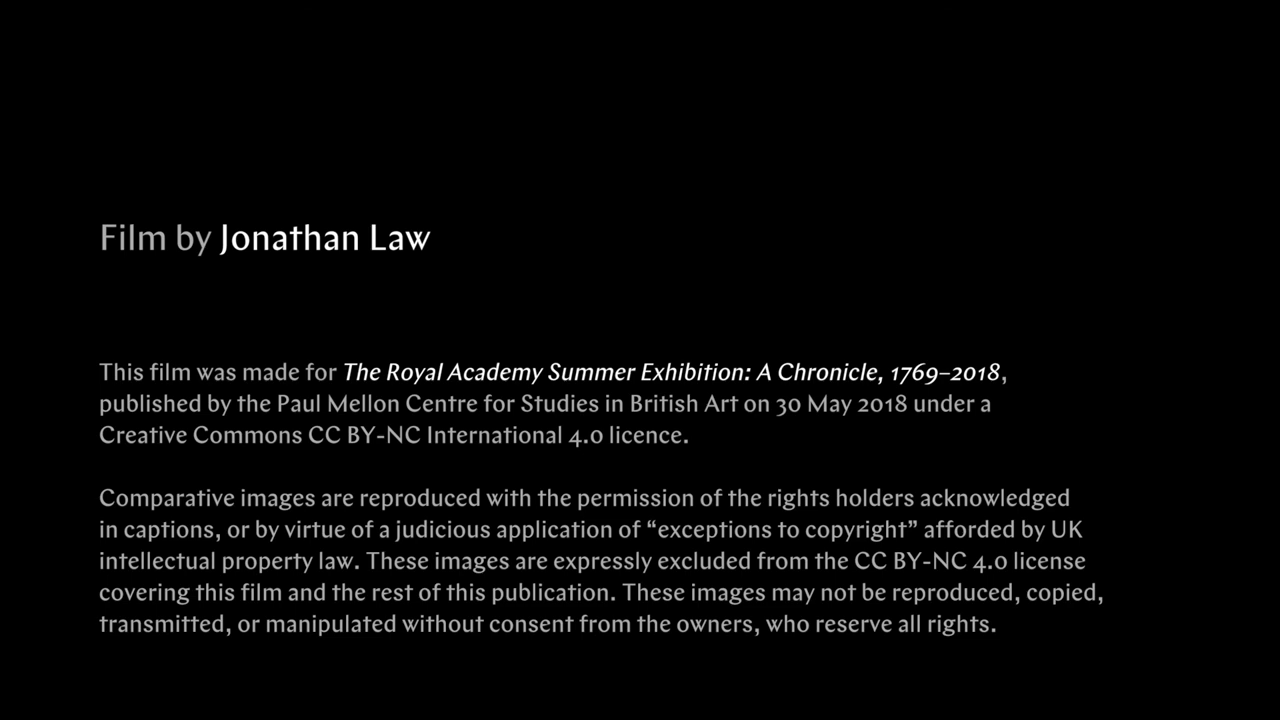 Film by Jonathan Law
This film was made for The Royal Academy Summer Exhibition: A Chronicle, 1769–2018,
published by the Paul Mellon Centre for Studies in British Art on 30 May 2018 under a
Creative Commons CC BY-NC International 4.0 licence.
Comparative images are reproduced with the permission of the rights holders acknowledged
in captions, or by virtue of a judicious application of “exceptions to copyright” afforded by UK
intellectual property law. These images are expressly excluded from the CC BY-NC 4.0 license
covering this film and the rest of this publication. These images may not be reproduced, copied,
transmitted, or manipulated without consent from the owners, who reserve all rights.